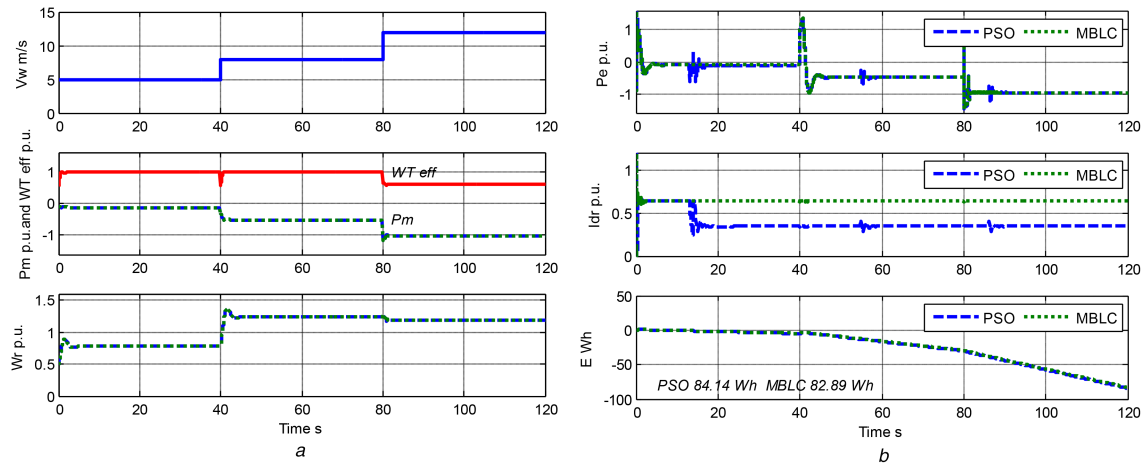 15
10
5
0
Vw m/s
0 20 40 60 80 100 120
1
0
-1
Pm p.u.and WT eff p.u.
WT eff
Pm
0 20 40 60 80 100 120
1.5
1
0.5
0
Wr p.u.
0 20 40 60 80 100 120
Time s
a
1
0
-1
Pe p.u.
PSO MBLC
0 20 40 60 80 100 120
1
0.5
0
Idr p.u.
PSO MBLC
0 20 40 60 80 100 120
50
0
-50
-100
E Wh
PSO MBLC
PSO 84.14 Wh MBLC 82.89 Wh
0 20 40 60 80 100 120
Time s
b